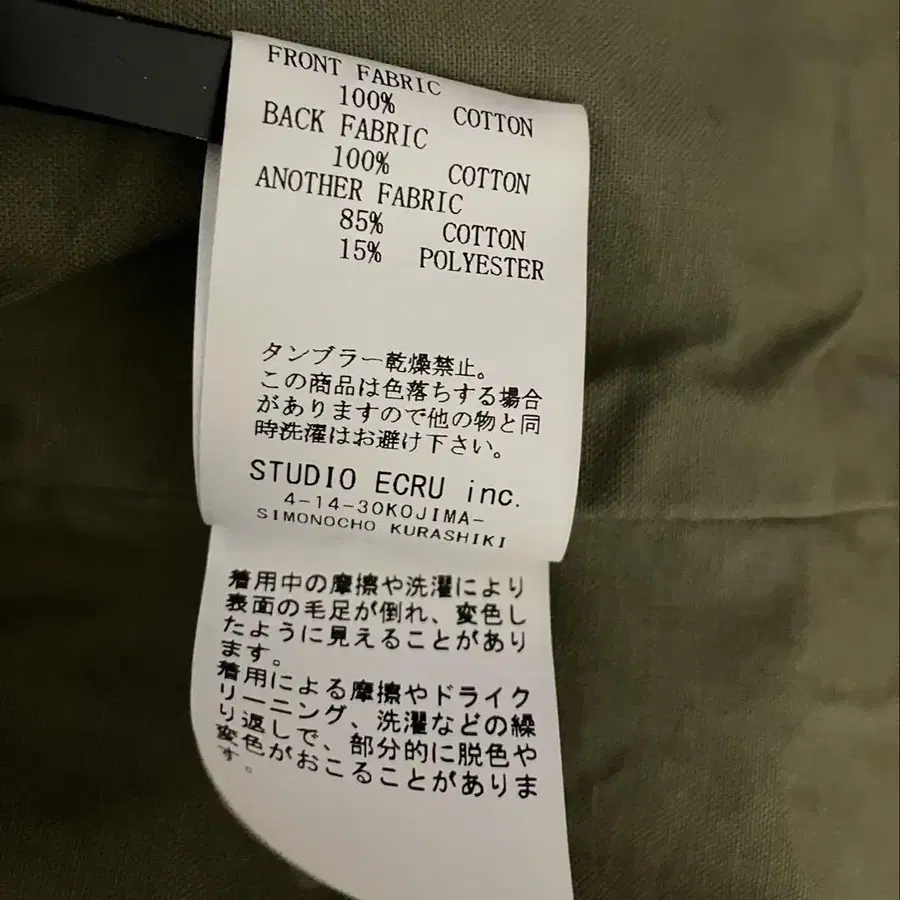 FRONT FABRIC
100% COTTON
BACK FABRIC
100% COTTON
ANOTHER FABRIC
85% COTTON
15% POLYESTER
タンブラー乾燥禁止。
この商品は色落ちする場合
がありますので他の物と同
時洗濯はお避け下さい。
STUDIO ECRU inc.
4-14-30KOJIMA-
SIMONOCHO KURASHIKI
着用中の摩擦や洗濯により
表面の毛足が倒れ、変色し
たように見えることがあり
ます。
着用による摩擦やドライク
リーニング、洗濯などの繰
り返しで、部分的に脱色や
変色がおこることがありま
す。